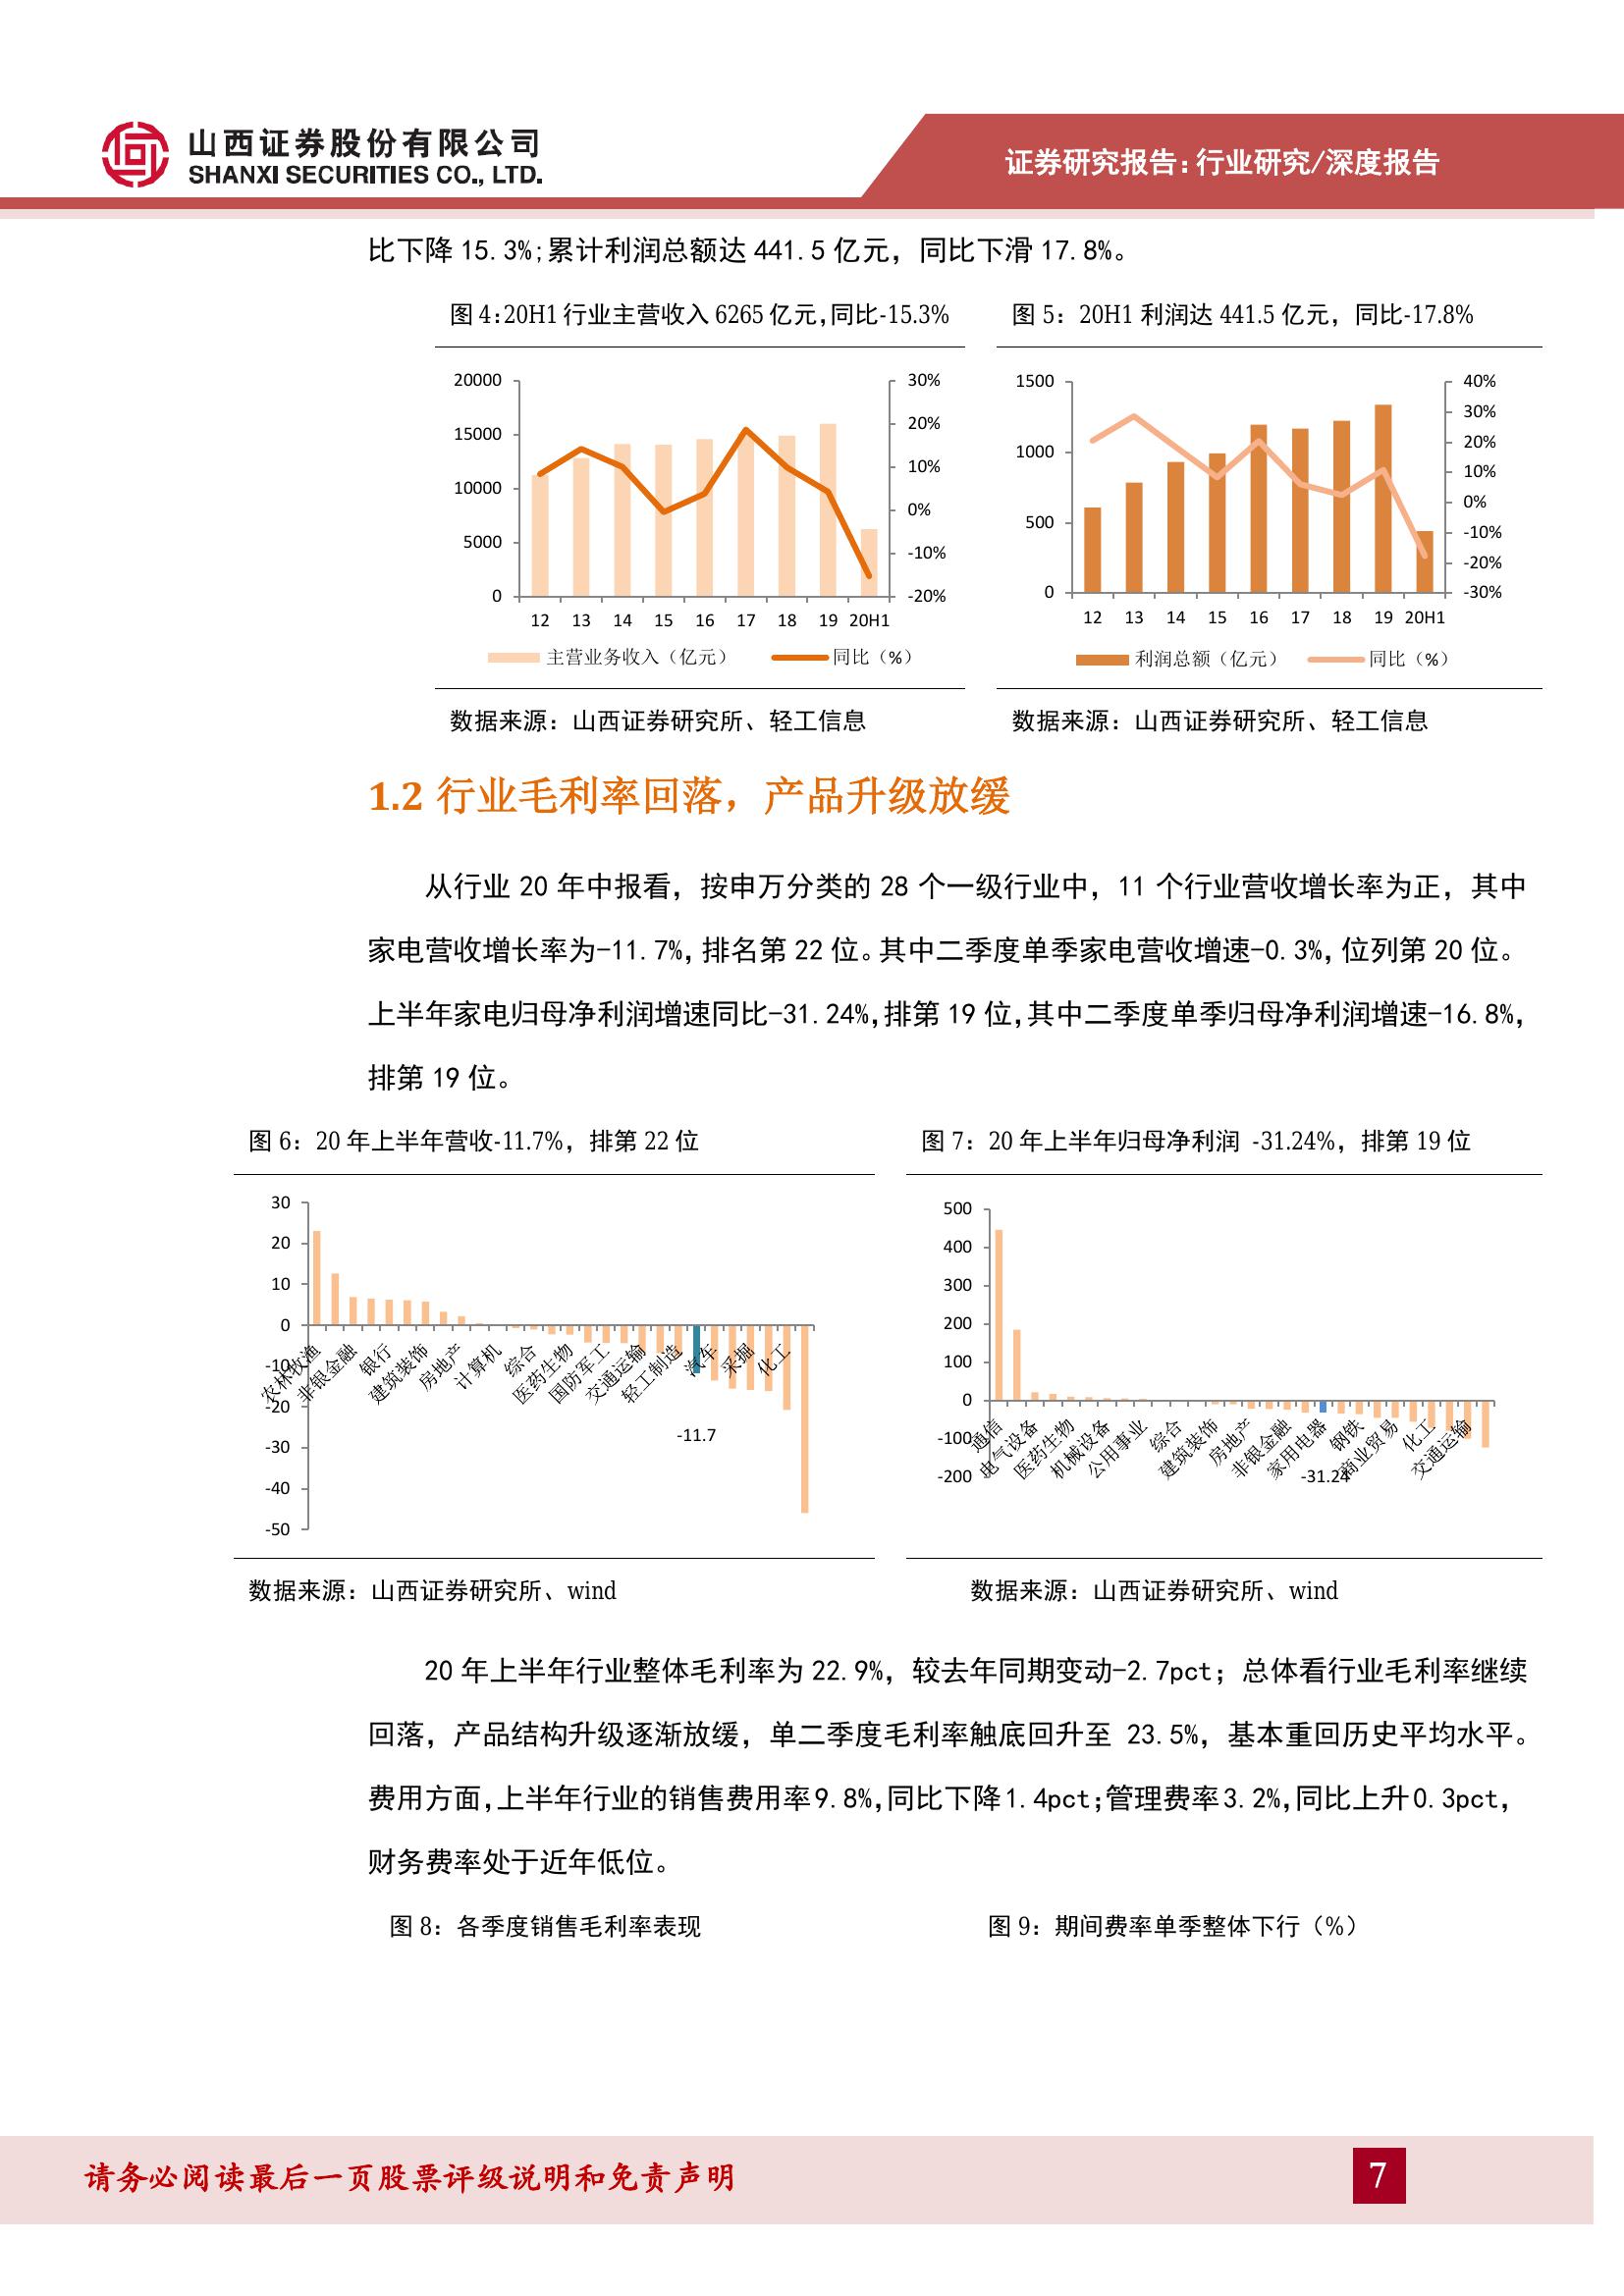 山西证券股份有限公司
SHANXI SECURITIES CO., LTD.
证券研究报告：行业研究/深度报告
比下降 15.3%;累计利润总额达 441.5 亿元，同比下滑 17.8%。
图 4:20H1 行业主营收入 6265 亿元,同比-15.3%
20000
15000
10000
5000
0
30%
20%
10%
0%
-10%
-20%
12 13 14 15 16 17 18 19 20H1
主营业务收入（亿元） 同比（%）
数据来源：山西证券研究所、轻工信息
图 5：20H1 利润达 441.5 亿元，同比-17.8%
1500
1000
500
0
40%
30%
20%
10%
0%
-10%
-20%
-30%
12 13 14 15 16 17 18 19 20H1
利润总额（亿元） 同比（%）
数据来源：山西证券研究所、轻工信息
1.2 行业毛利率回落，产品升级放缓
从行业 20 年中报看，按申万分类的 28 个一级行业中，11 个行业营收增长率为正，其中
家电营收增长率为-11.7%，排名第 22 位。其中二季度单季家电营收增速-0.3%，位列第 20 位。
上半年家电归母净利润增速同比-31.24%，排第 19 位，其中二季度单季归母净利润增速-16.8%，
排第 19 位。
图 6：20 年上半年营收-11.7%，排第 22 位
30
20
10
0
-10
-20
-30
-40
-50
农林牧渔 非银金融 银行 建筑装饰 房地产 计算机 综合 医药生物 国防军工 交通运输 轻工制造 汽车 采掘 化工
-11.7
数据来源：山西证券研究所、wind
图 7：20 年上半年归母净利润 -31.24%，排第 19 位
500
400
300
200
100
0
-100
-200
通信 电气设备 医药生物 机械设备 公用事业 综合 建筑装饰 房地产 非银金融 家用电器 钢铁 商业贸易 化工 交通运输
-31.24
数据来源：山西证券研究所、wind
20 年上半年行业整体毛利率为 22.9%，较去年同期变动-2.7pct；总体看行业毛利率继续
回落，产品结构升级逐渐放缓，单二季度毛利率触底回升至 23.5%，基本重回历史平均水平。
费用方面，上半年行业的销售费用率 9.8%，同比下降 1.4pct；管理费率 3.2%，同比上升 0.3pct，
财务费率处于近年低位。
图 8：各季度销售毛利率表现
图 9：期间费率单季整体下行（%）
请务必阅读最后一页股票评级说明和免责声明
7